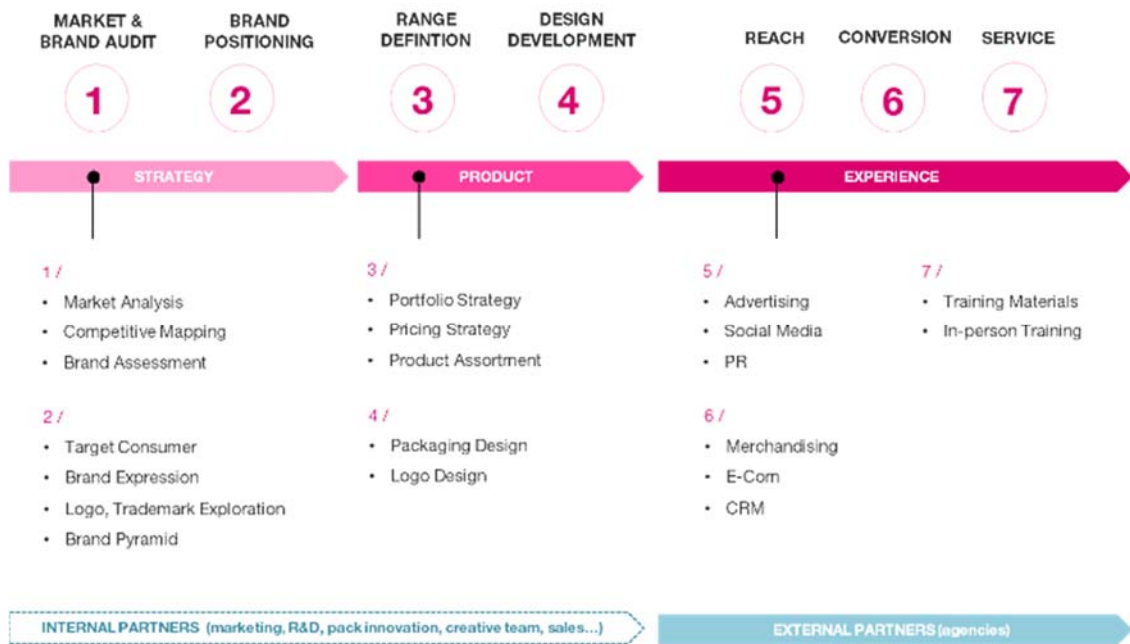 MARKET &
BRAND AUDIT
BRAND
POSITIONING
RANGE
DEFINTION
DESIGN
DEVELOPMENT
REACH
CONVERSION
SERVICE
1
2
3
4
5
6
7
STRATEGY
PRODUCT
EXPERIENCE
1 /
• Market Analysis
• Competitive Mapping
• Brand Assessment
2 /
• Target Consumer
• Brand Expression
• Logo, Trademark Exploration
• Brand Pyramid
3 /
• Portfolio Strategy
• Pricing Strategy
• Product Assortment
4 /
• Packaging Design
• Logo Design
5 /
• Advertising
• Social Media
• PR
6 /
• Merchandising
• E-Com
• CRM
7 /
• Training Materials
• In-person Training
INTERNAL PARTNERS (marketing, R&D, pack innovation, creative team, sales...)
EXTERNAL PARTNERS (agencies)